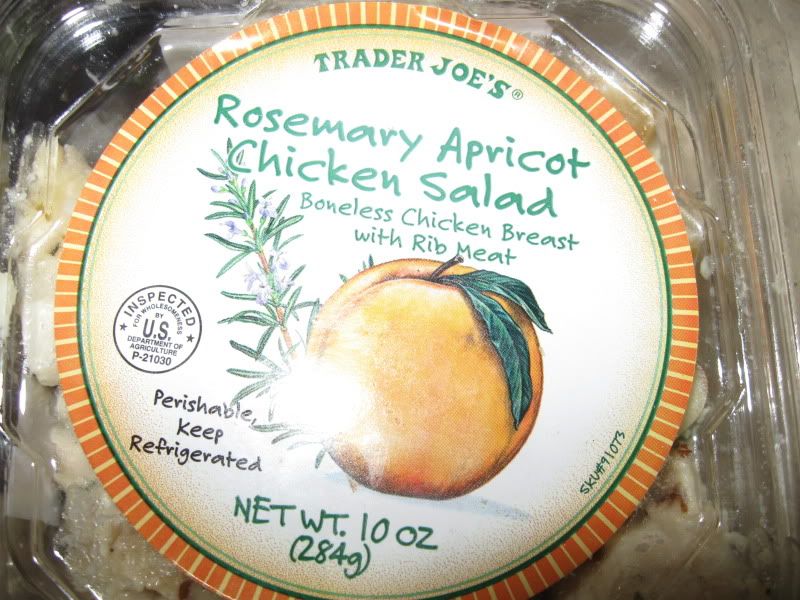 TRADER JOE'S®
Rosemary Apricot
Chicken Salad
Boneless Chicken Breast
with Rib Meat
INSPECTED
FOR WHOLESOMENESS
BY
U.S.
DEPARTMENT OF
AGRICULTURE
P-21030
Perishable,
Keep
Refrigerated
SKU#91073
NET WT. 10 OZ
(284g)